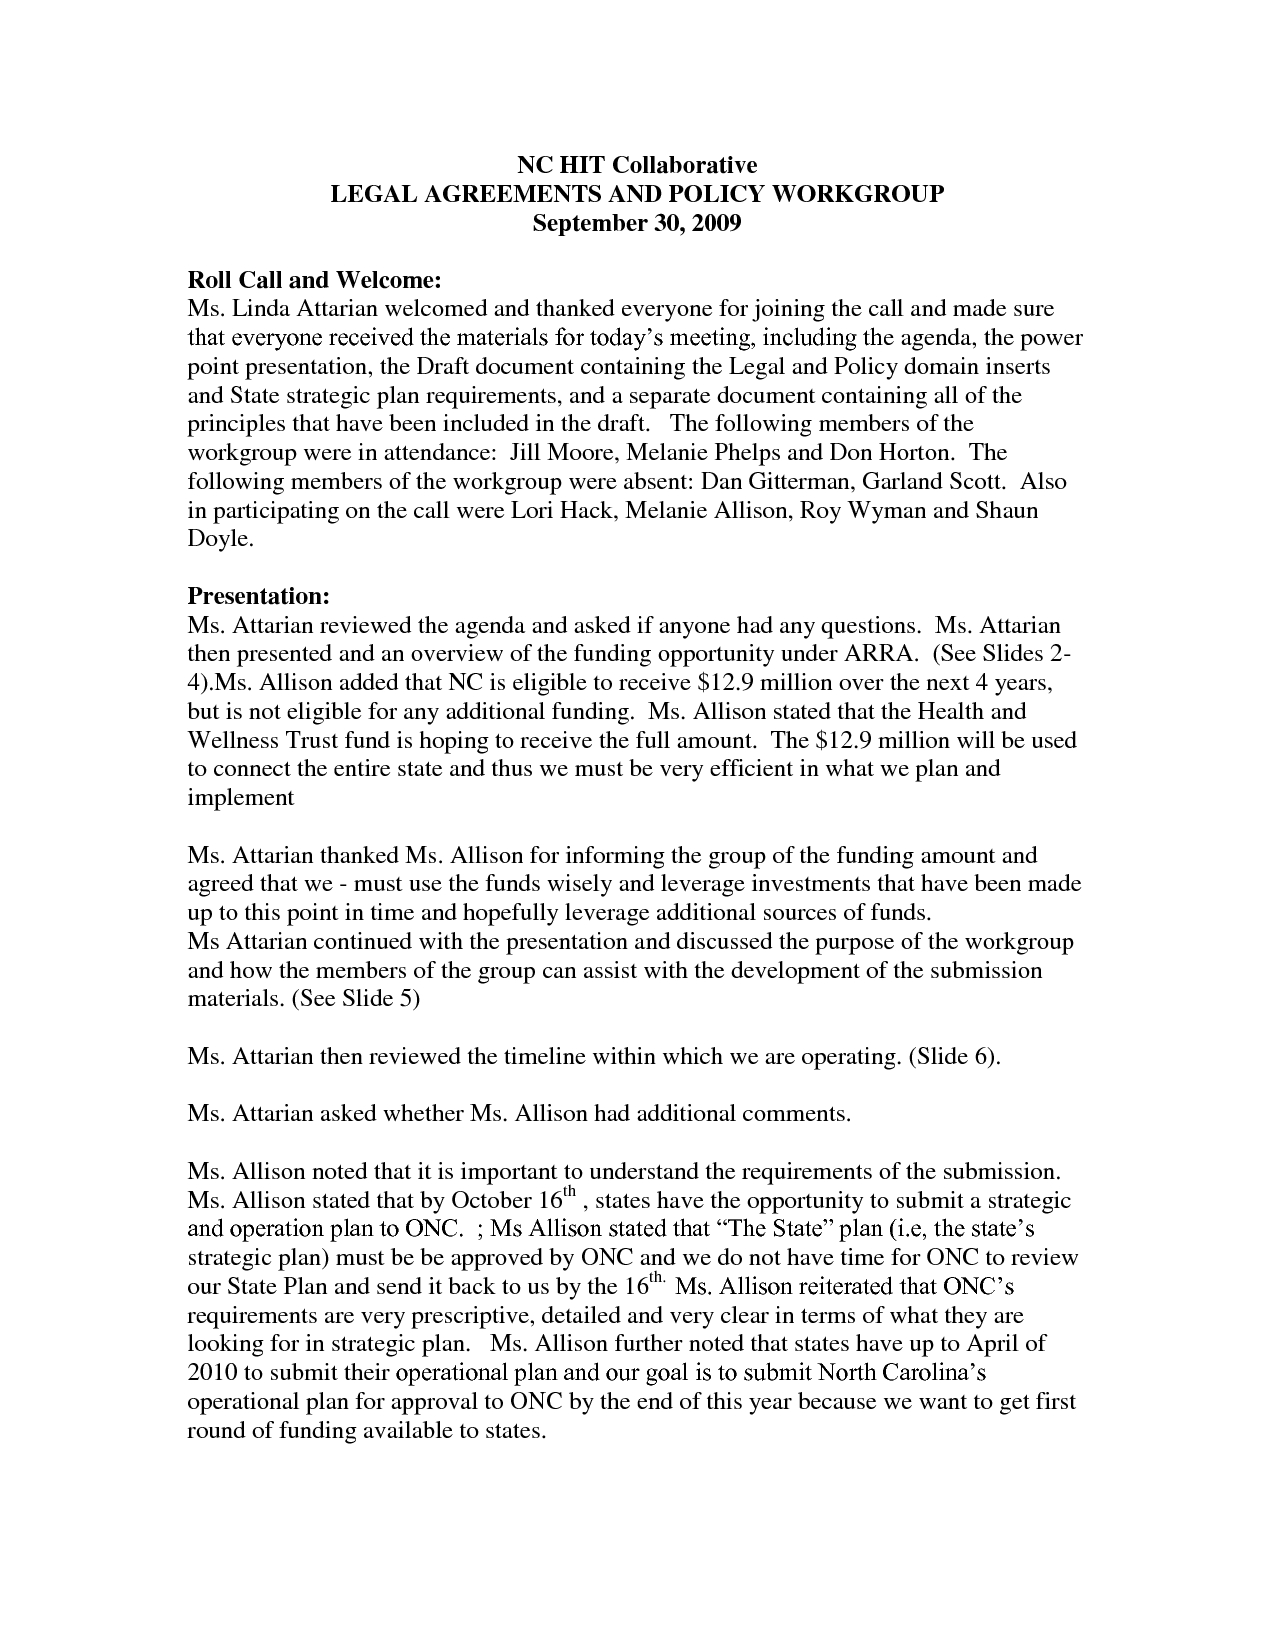 NC HIT Collaborative
LEGAL AGREEMENTS AND POLICY WORKGROUP
September 30, 2009
Roll Call and Welcome:
Ms. Linda Attarian welcomed and thanked everyone for joining the call and made sure
that everyone received the materials for today’s meeting, including the agenda, the power
point presentation, the Draft document containing the Legal and Policy domain inserts
and State strategic plan requirements, and a separate document containing all of the
principles that have been included in the draft.   The following members of the
workgroup were in attendance:  Jill Moore, Melanie Phelps and Don Horton.  The
following members of the workgroup were absent: Dan Gitterman, Garland Scott.  Also
in participating on the call were Lori Hack, Melanie Allison, Roy Wyman and Shaun
Doyle.
Presentation:
Ms. Attarian reviewed the agenda and asked if anyone had any questions.  Ms. Attarian
then presented and an overview of the funding opportunity under ARRA.  (See Slides 2-
4).Ms. Allison added that NC is eligible to receive $12.9 million over the next 4 years,
but is not eligible for any additional funding.  Ms. Allison stated that the Health and
Wellness Trust fund is hoping to receive the full amount.  The $12.9 million will be used
to connect the entire state and thus we must be very efficient in what we plan and
implement
Ms. Attarian thanked Ms. Allison for informing the group of the funding amount and
agreed that we - must use the funds wisely and leverage investments that have been made
up to this point in time and hopefully leverage additional sources of funds.
Ms Attarian continued with the presentation and discussed the purpose of the workgroup
and how the members of the group can assist with the development of the submission
materials. (See Slide 5)
Ms. Attarian then reviewed the timeline within which we are operating. (Slide 6).
Ms. Attarian asked whether Ms. Allison had additional comments.
Ms. Allison noted that it is important to understand the requirements of the submission.
Ms. Allison stated that by October 16th , states have the opportunity to submit a strategic
and operation plan to ONC.  ; Ms Allison stated that “The State” plan (i.e, the state’s
strategic plan) must be be approved by ONC and we do not have time for ONC to review
our State Plan and send it back to us by the 16th.  Ms. Allison reiterated that ONC’s
requirements are very prescriptive, detailed and very clear in terms of what they are
looking for in strategic plan.   Ms. Allison further noted that states have up to April of
2010 to submit their operational plan and our goal is to submit North Carolina’s
operational plan for approval to ONC by the end of this year because we want to get first
round of funding available to states.